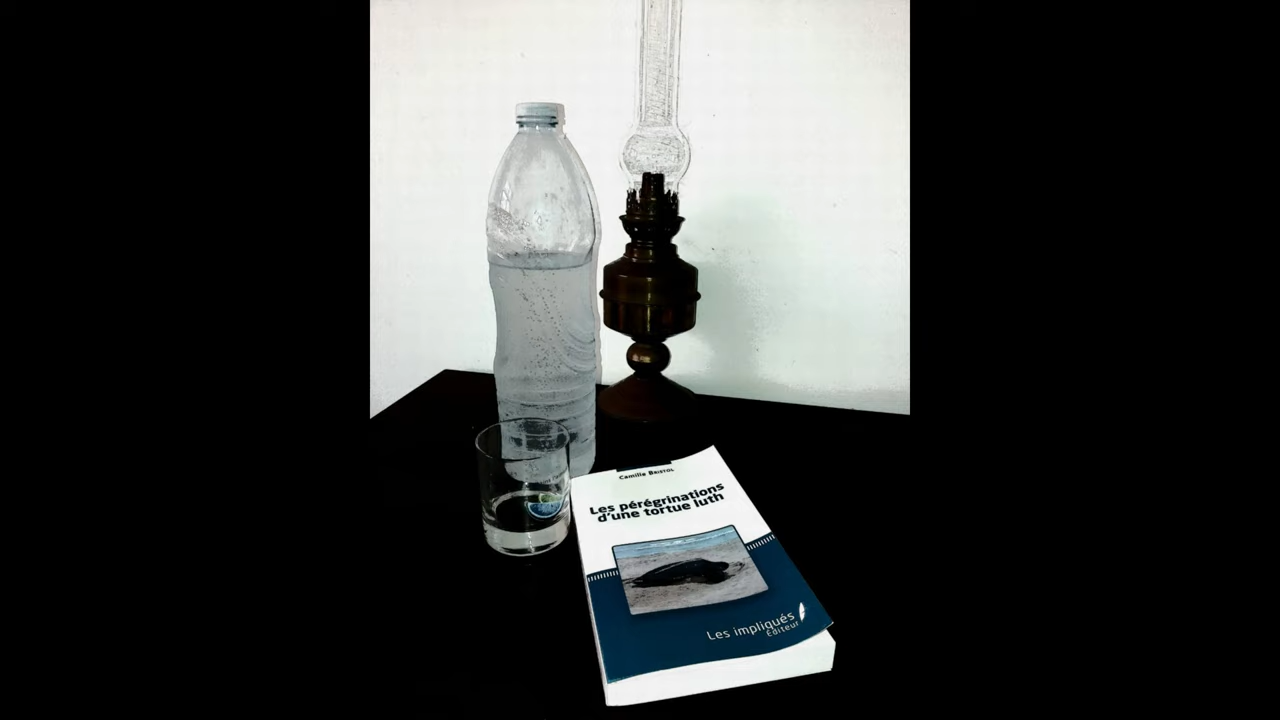 Camille BRISTOL
Les pérégrinations
d'une tortue luth
Les impliqués
Éditeur